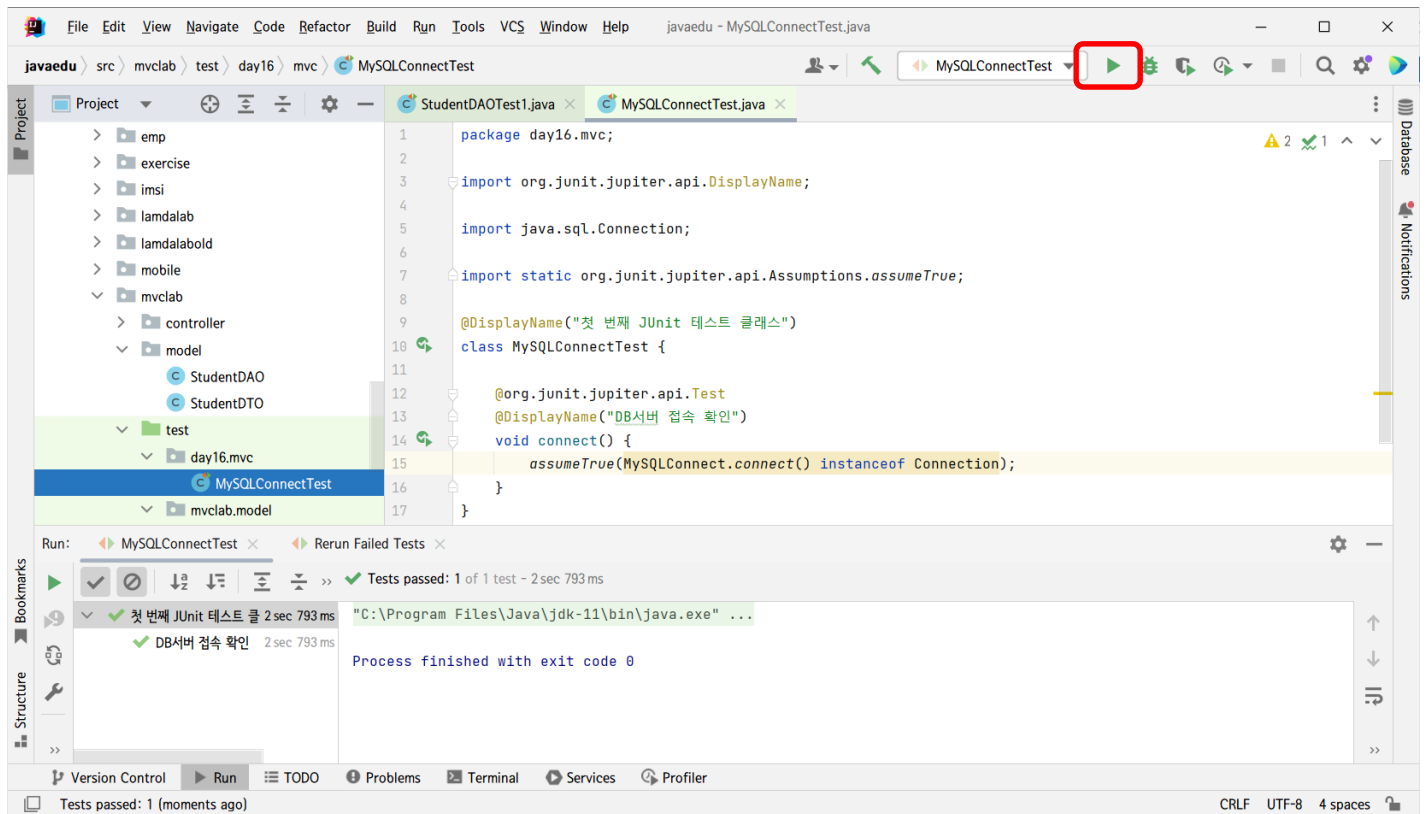 File Edit View Navigate Code Refactor Build Run Tools VCS Window Help javaedu - MySQLConnectTest.java
javaedu src mvclab test day16 mvc MySQLConnectTest
MySQLConnectTest
Project
Project
emp
exercise
imsi
lamdalab
lamdalabold
mobile
mvclab
controller
model
StudentDAO
StudentDTO
test
day16.mvc
MySQLConnectTest
mvclab.model
StudentDAOTest1.java MySQLConnectTest.java
2 1
1 package day16.mvc;
2
3 import org.junit.jupiter.api.DisplayName;
4
5 import java.sql.Connection;
6
7 import static org.junit.jupiter.api.Assumptions.assumeTrue;
8
9 @DisplayName("첫 번째 JUnit 테스트 클래스")
10 class MySQLConnectTest {
11
12 @org.junit.jupiter.api.Test
13 @DisplayName("DB서버 접속 확인")
14 void connect() {
15 assumeTrue(MySQLConnect.connect() instanceof Connection);
16 }
17 }
Database
Notifications
Run: MySQLConnectTest Rerun Failed Tests
Tests passed: 1 of 1 test – 2 sec 793 ms
첫 번째 JUnit 테스트 클 2 sec 793 ms
DB서버 접속 확인 2 sec 793 ms
"C:\Program Files\Java\jdk-11\bin\java.exe" ...
Process finished with exit code 0
Bookmarks
Structure
Version Control Run TODO Problems Terminal Services Profiler
Tests passed: 1 (moments ago) CRLF UTF-8 4 spaces